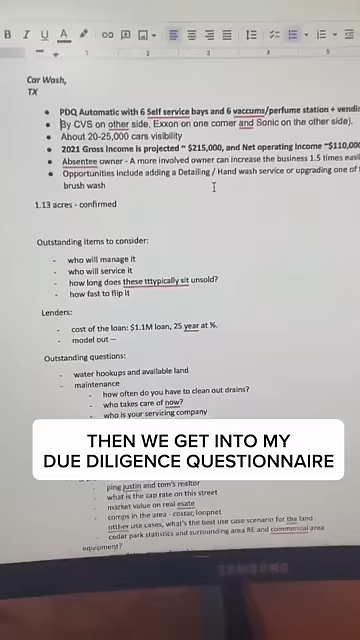 B I U A
1 2 3 4 5
Car Wash,
TX
PDQ Automatic with 6 Self service bays and 6 vaccums/perfume station + vendi
By CVS on other side, Exxon on one corner and Sonic on the other side).
About 20-25,000 cars visibility
2021 Gross Income is projected ~ $215,000, and Net operating Income ~$110,000
Absentee owner - A more involved owner can increase the business 1.5 times easil
Opportunities include adding a Detailing / Hand wash service or upgrading one of
brush wash
1.13 acres - confirmed
Outstanding items to consider:
- who will manage it
- who will service it
- how long does these tttypically sit unsold?
- how fast to flip it
Lenders:
- cost of the loan: $1.1M loan, 25 year at %.
- model out —
Outstanding questions:
- water hookups and available land
- maintenance
- how often do you have to clean out drains?
- who takes care of now?
- who is your servicing company
THEN WE GET INTO MY
DUE DILIGENCE QUESTIONNAIRE
- ping justin and tom's realtor
- what is the cap rate on this street
- market value on real esate
- comps in the area - costar, loopnet
- otther use cases, what's the best use case scenario for tha land
- cedar park statistics and surrounding area RE and commerical area
equipment?
SAMSUNG